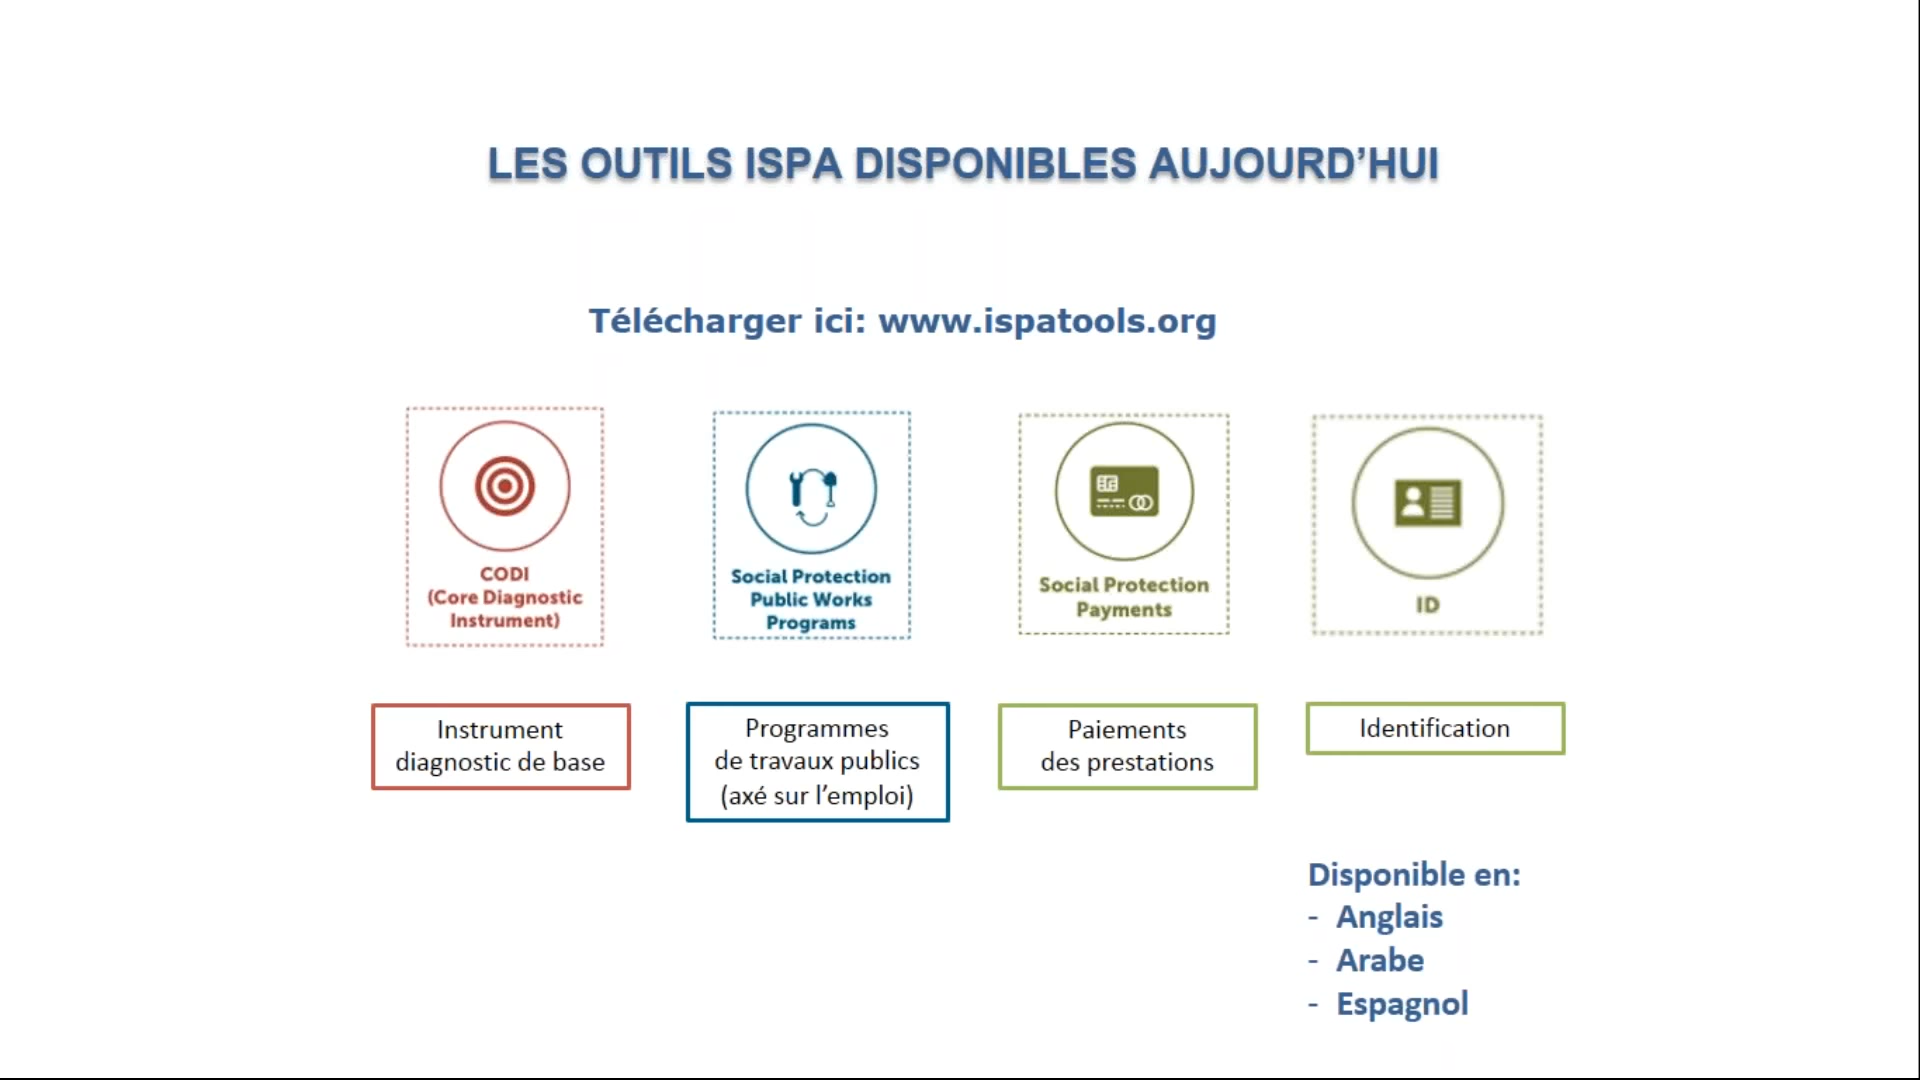 LES OUTILS ISPA DISPONIBLES AUJOURD’HUI
Télécharger ici: www.ispatools.org
CODI
(Core Diagnostic
Instrument)
Social Protection
Public Works
Programs
Social Protection
Payments
ID
Instrument
diagnostic de base
Programmes
de travaux publics
(axé sur l’emploi)
Paiements
des prestations
Identification
Disponible en:
- Anglais
- Arabe
- Espagnol